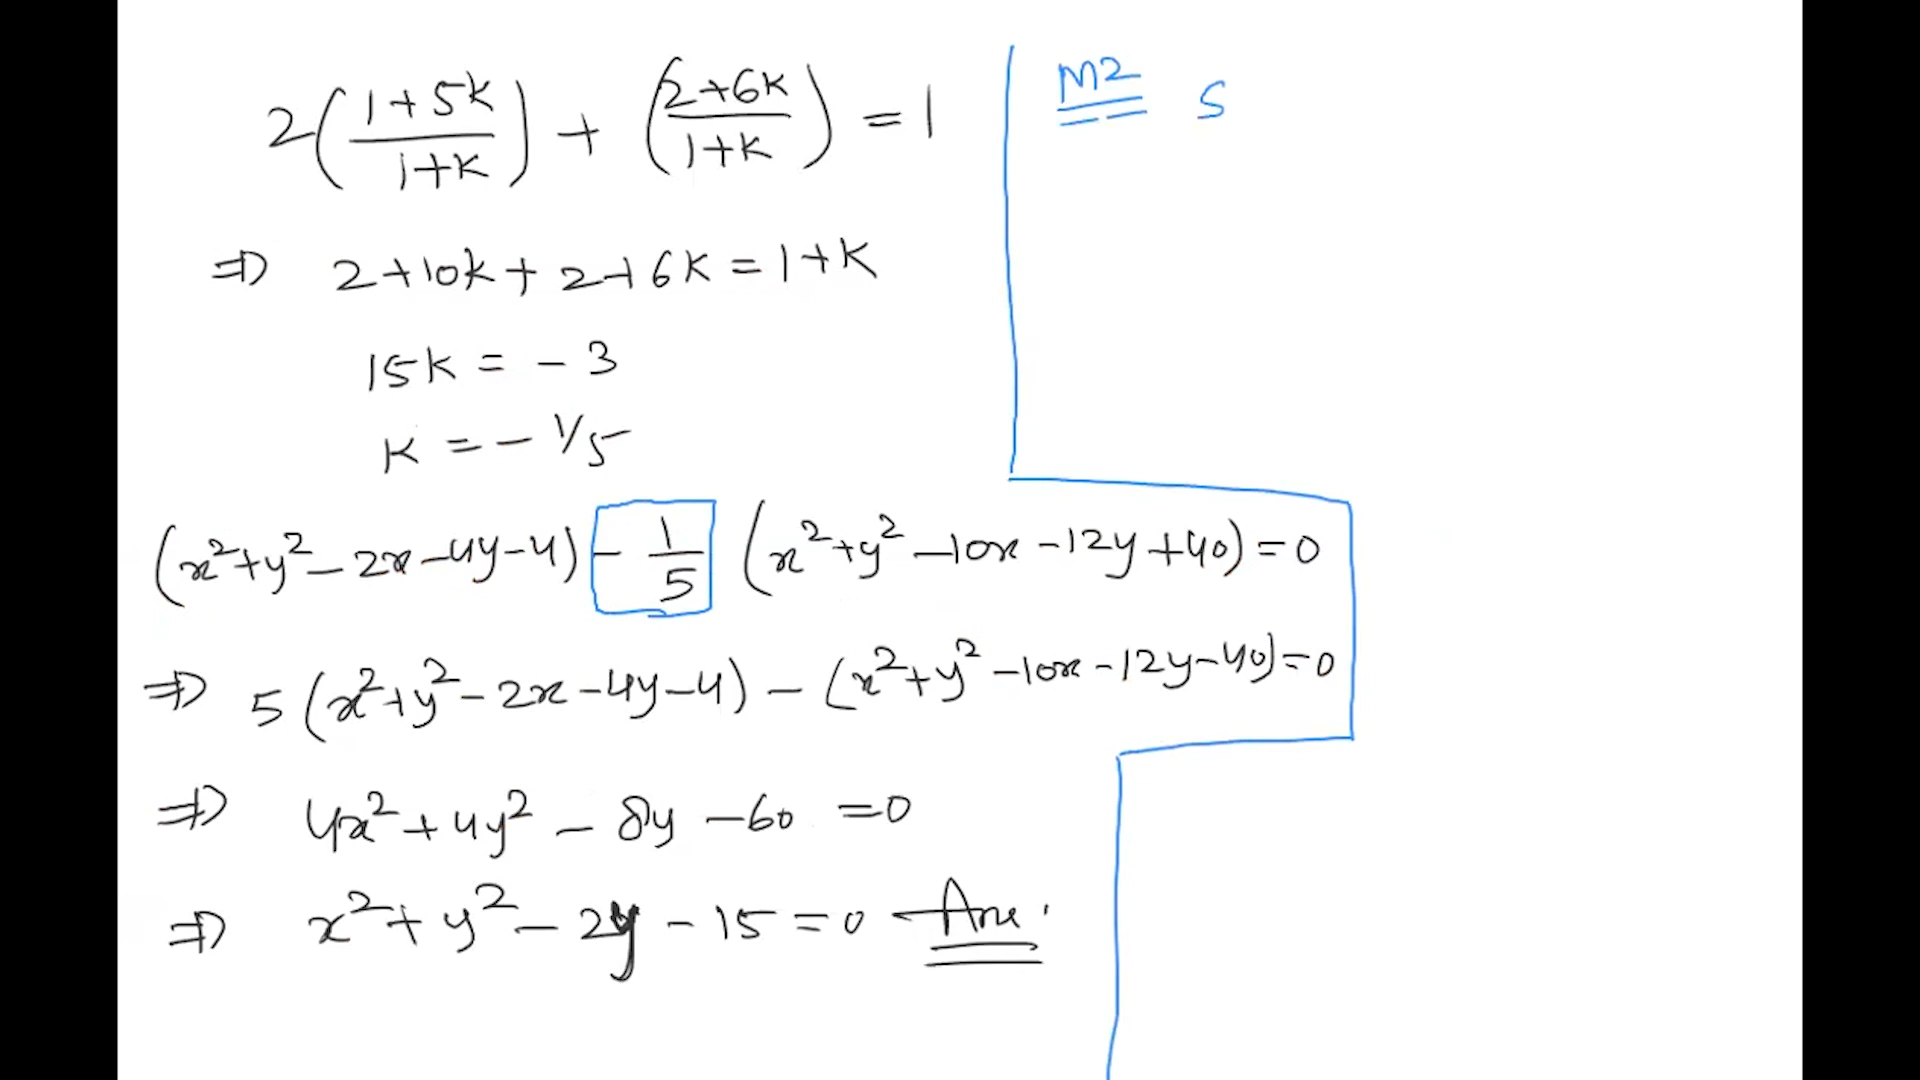 2(1+5k/1+k) + (2+6k/1+k) = 1
⇒ 2+10k+2+6k=1+k
15k = -3
k = -1/5
(x²+y²-2x-4y-4) - 1/5 (x²+y²-10x-12y+40)=0
⇒ 5(x²+y²-2x-4y-4) - (x²+y²-10x-12y-40)=0
⇒ 4x²+4y²-8y-60 =0
⇒ x²+y²-2y-15=0 Ans.
M2 S